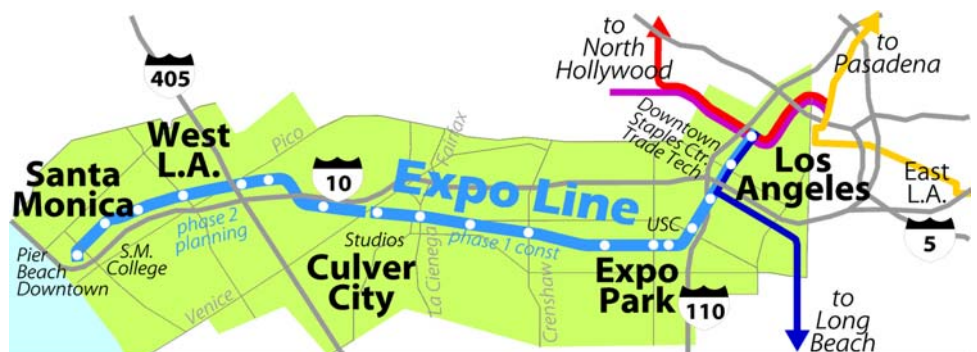 to
North
Hollywood
to
Pasadena
405
Downtown
Staples Ctr.
Trade Tech
West
L.A.
Pico
Fairfax
Santa
Monica
10
Expo Line
Los
Angeles
East
L.A.
phase 2
planning
USC
5
Pier
Beach
Downtown
S.M.
College
Studios
La Cienega
phase 1 const
Culver
City
Venice
Crenshaw
Expo
Park
110
to
Long
Beach